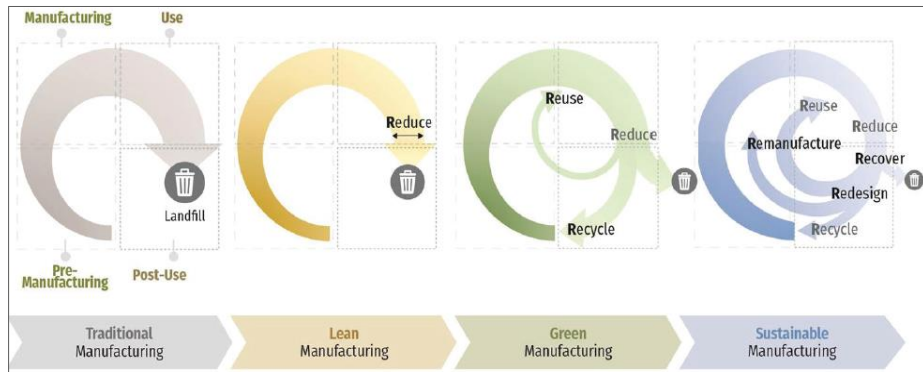 Manufacturing
Use
Reduce
Landfill
Pre-
Manufacturing
Post-Use
Reuse
Reduce
Recycle
Reuse
Reduce
Remanufacture
Recover
Redesign
Recycle
Traditional
Manufacturing
Lean
Manufacturing
Green
Manufacturing
Sustainable
Manufacturing